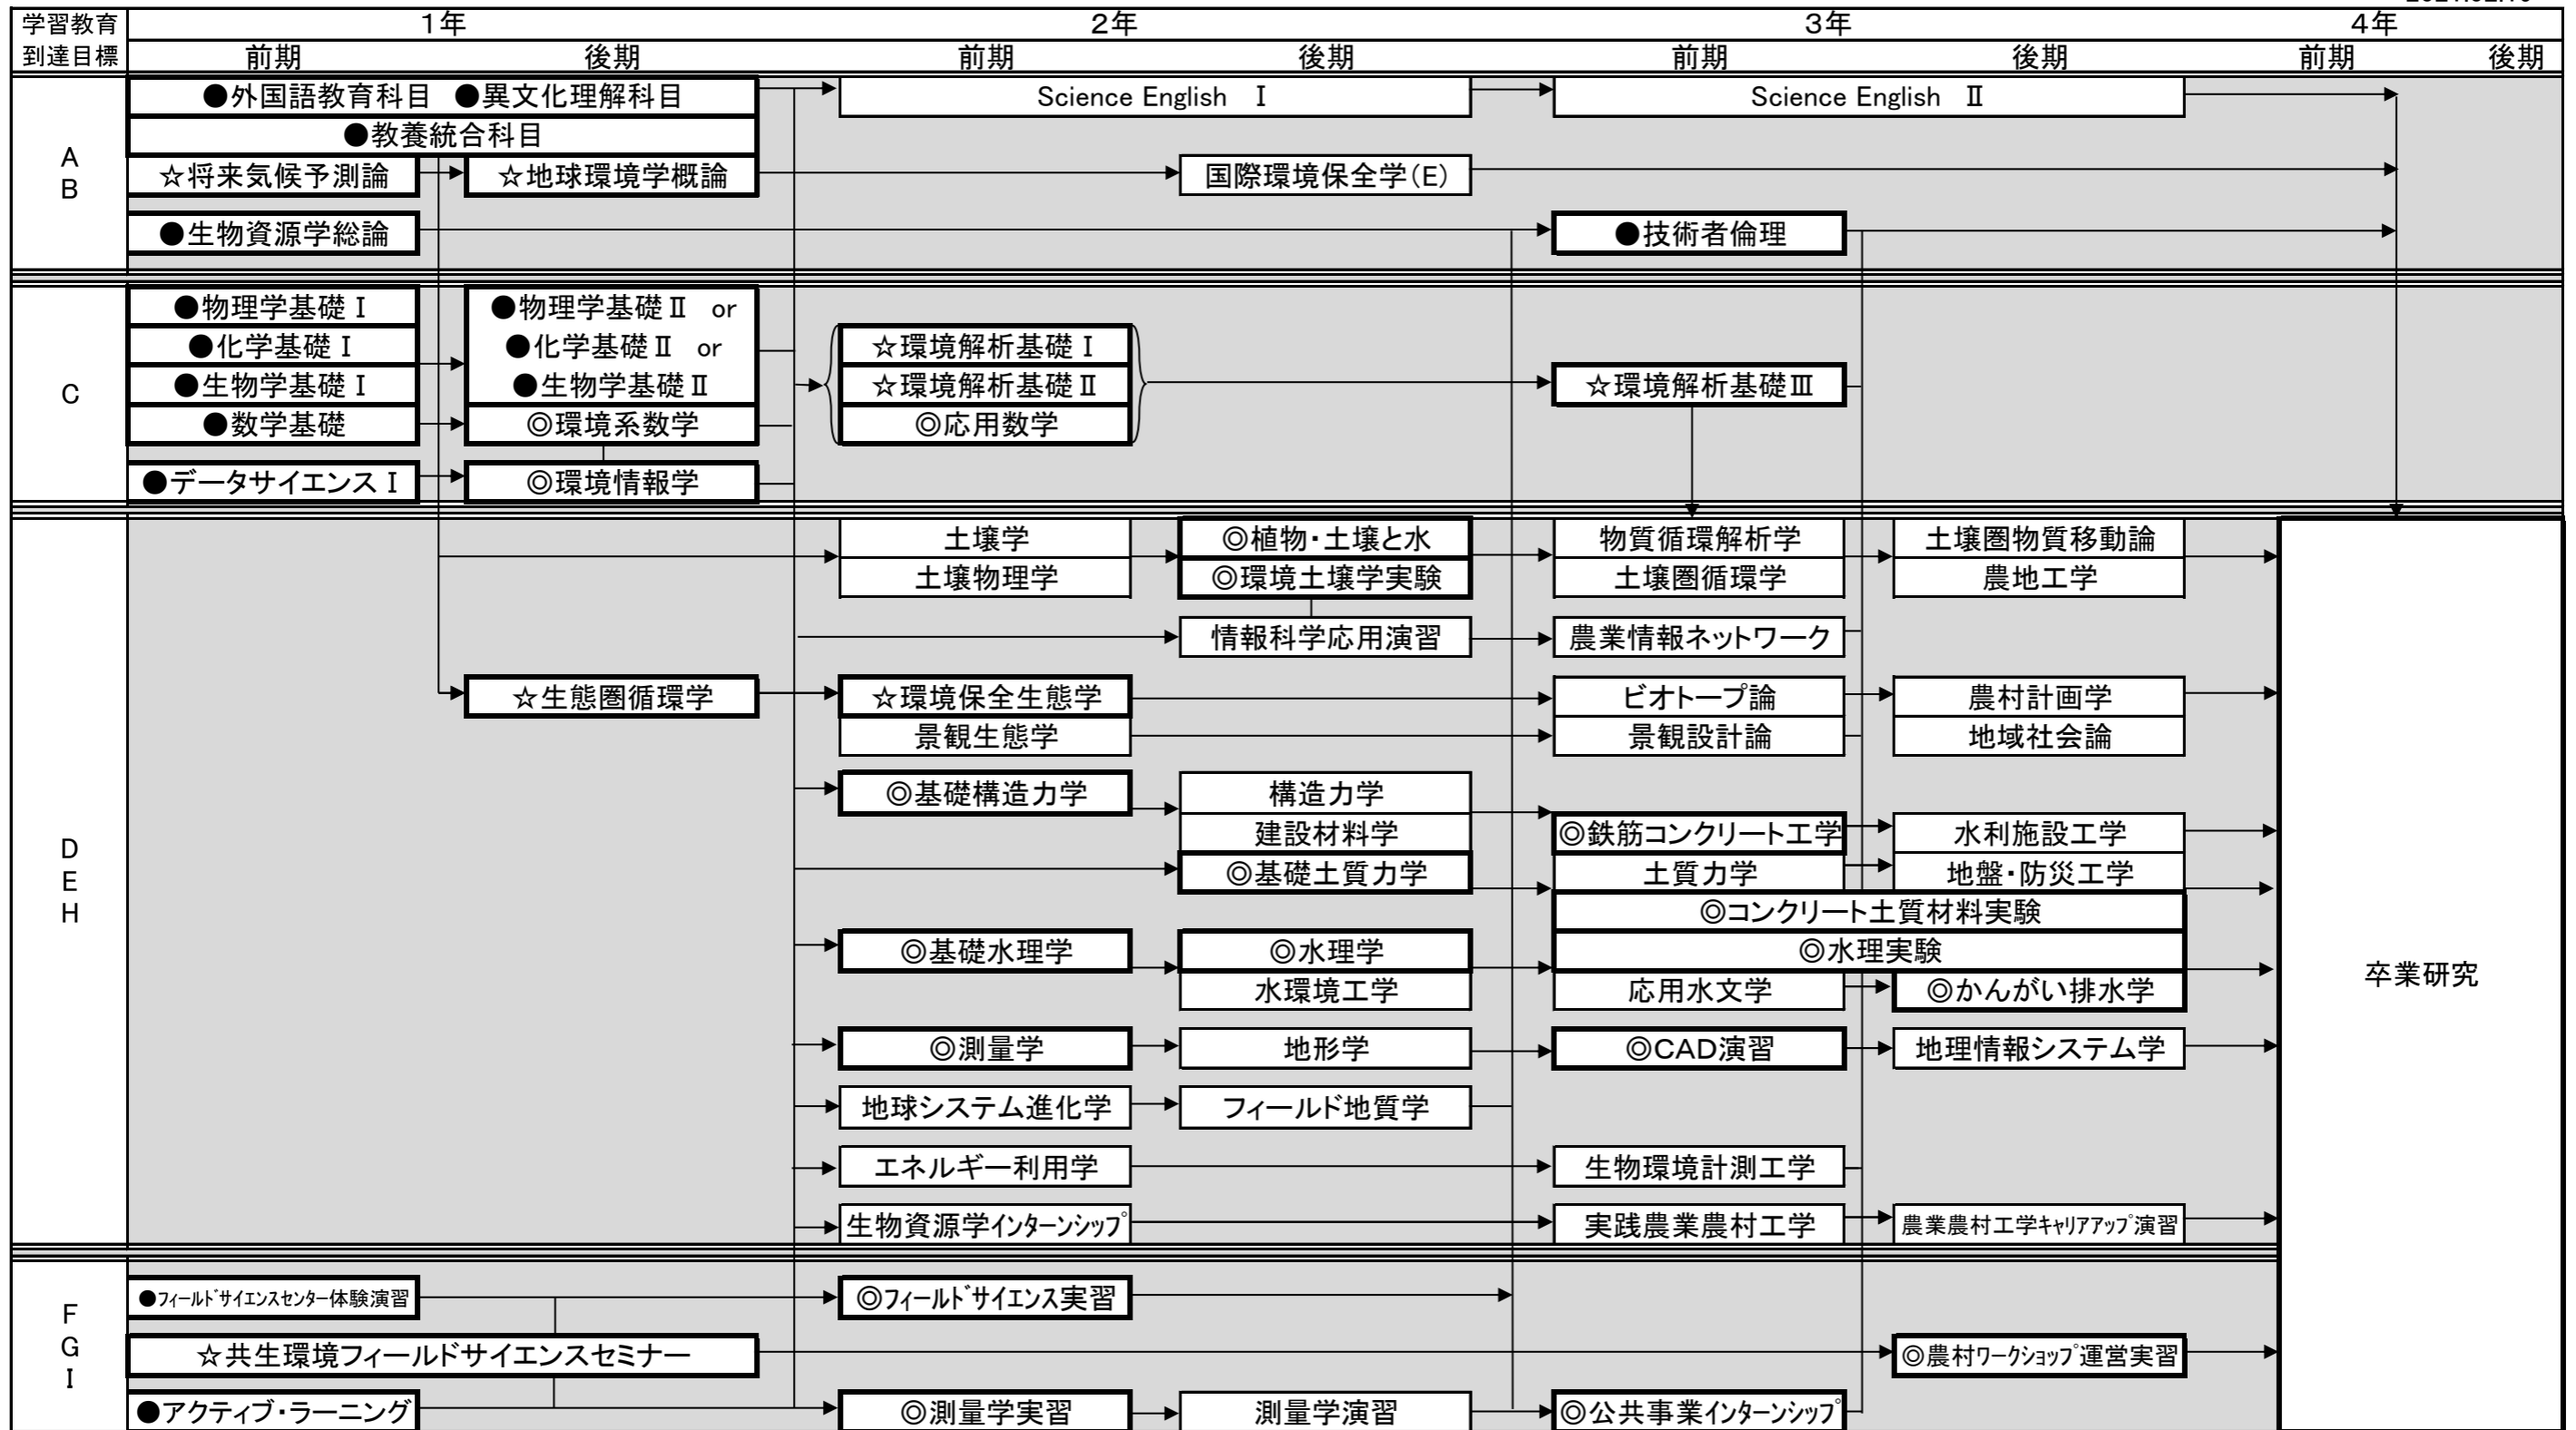 学習教育
到達目標
1年 2年 3年 4年
前期 後期 前期 後期 前期 後期 前期 後期
A
B
●外国語教育科目 ●異文化理解科目 Science English Ⅰ Science English Ⅱ
●教養統合科目
☆将来気候予測論 ☆地球環境学概論 国際環境保全学(E)
●生物資源学総論 ●技術者倫理
C
●物理学基礎Ⅰ ●物理学基礎Ⅱ or
●化学基礎Ⅰ ●化学基礎Ⅱ or ☆環境解析基礎Ⅰ
●生物学基礎Ⅰ ●生物学基礎Ⅱ ☆環境解析基礎Ⅱ ☆環境解析基礎Ⅲ
●数学基礎 ◎環境系数学 ◎応用数学
●データサイエンスⅠ ◎環境情報学
D
E
H
土壌学 ◎植物・土壌と水 物質循環解析学 土壌圏物質移動論
土壌物理学 ◎環境土壌学実験 土壌圏循環学 農地工学
情報科学応用演習 農業情報ネットワーク
☆生態圏循環学 ☆環境保全生態学 ビオトープ論 農村計画学
景観生態学 景観設計論 地域社会論
◎基礎構造力学 構造力学
建設材料学 ◎鉄筋コンクリート工学 水利施設工学
◎基礎土質力学 土質力学 地盤・防災工学
◎コンクリート土質材料実験
◎基礎水理学 ◎水理学 ◎水理実験
水環境工学 応用水文学 ◎かんがい排水学
卒業研究
◎測量学 地形学 ◎CAD演習 地理情報システム学
地球システム進化学 フィールド地質学
エネルギー利用学 生物環境計測工学
生物資源学インターンシップ 実践農業農村工学 農業農村工学キャリアアップ演習
F
G
I
●フィールドサイエンスセンター体験演習 ◎フィールドサイエンス実習
☆共生環境フィールドサイエンスセミナー ◎農村ワークショップ運営実習
●アクティブ・ラーニング ◎測量学実習 測量学演習 ◎公共事業インターンシップ